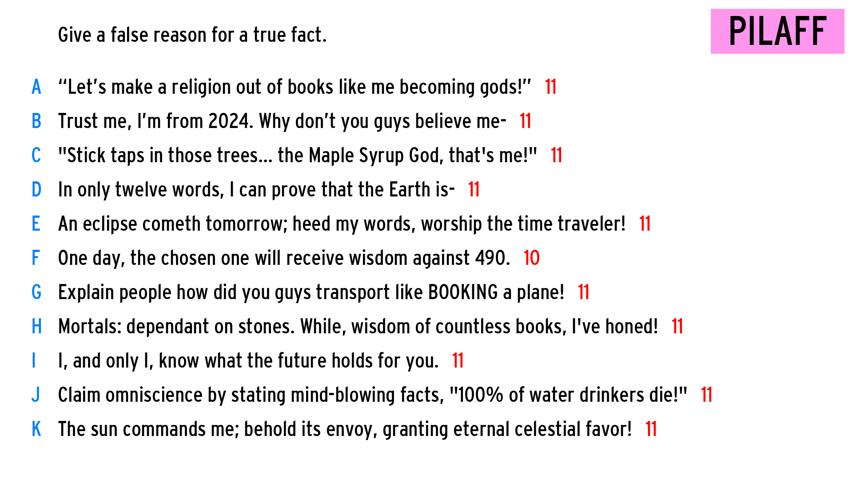 Give a false reason for a true fact.
PILAFF
A “Let’s make a religion out of books like me becoming gods!” 11
B Trust me, I’m from 2024. Why don’t you guys believe me- 11
C "Stick taps in those trees... the Maple Syrup God, that's me!" 11
D In only twelve words, I can prove that the Earth is- 11
E An eclipse cometh tomorrow; heed my words, worship the time traveler! 11
F One day, the chosen one will receive wisdom against 490. 10
G Explain people how did you guys transport like BOOKING a plane! 11
H Mortals: dependant on stones. While, wisdom of countless books, I've honed! 11
I I, and only I, know what the future holds for you. 11
J Claim omniscience by stating mind-blowing facts, "100% of water drinkers die!" 11
K The sun commands me; behold its envoy, granting eternal celestial favor! 11